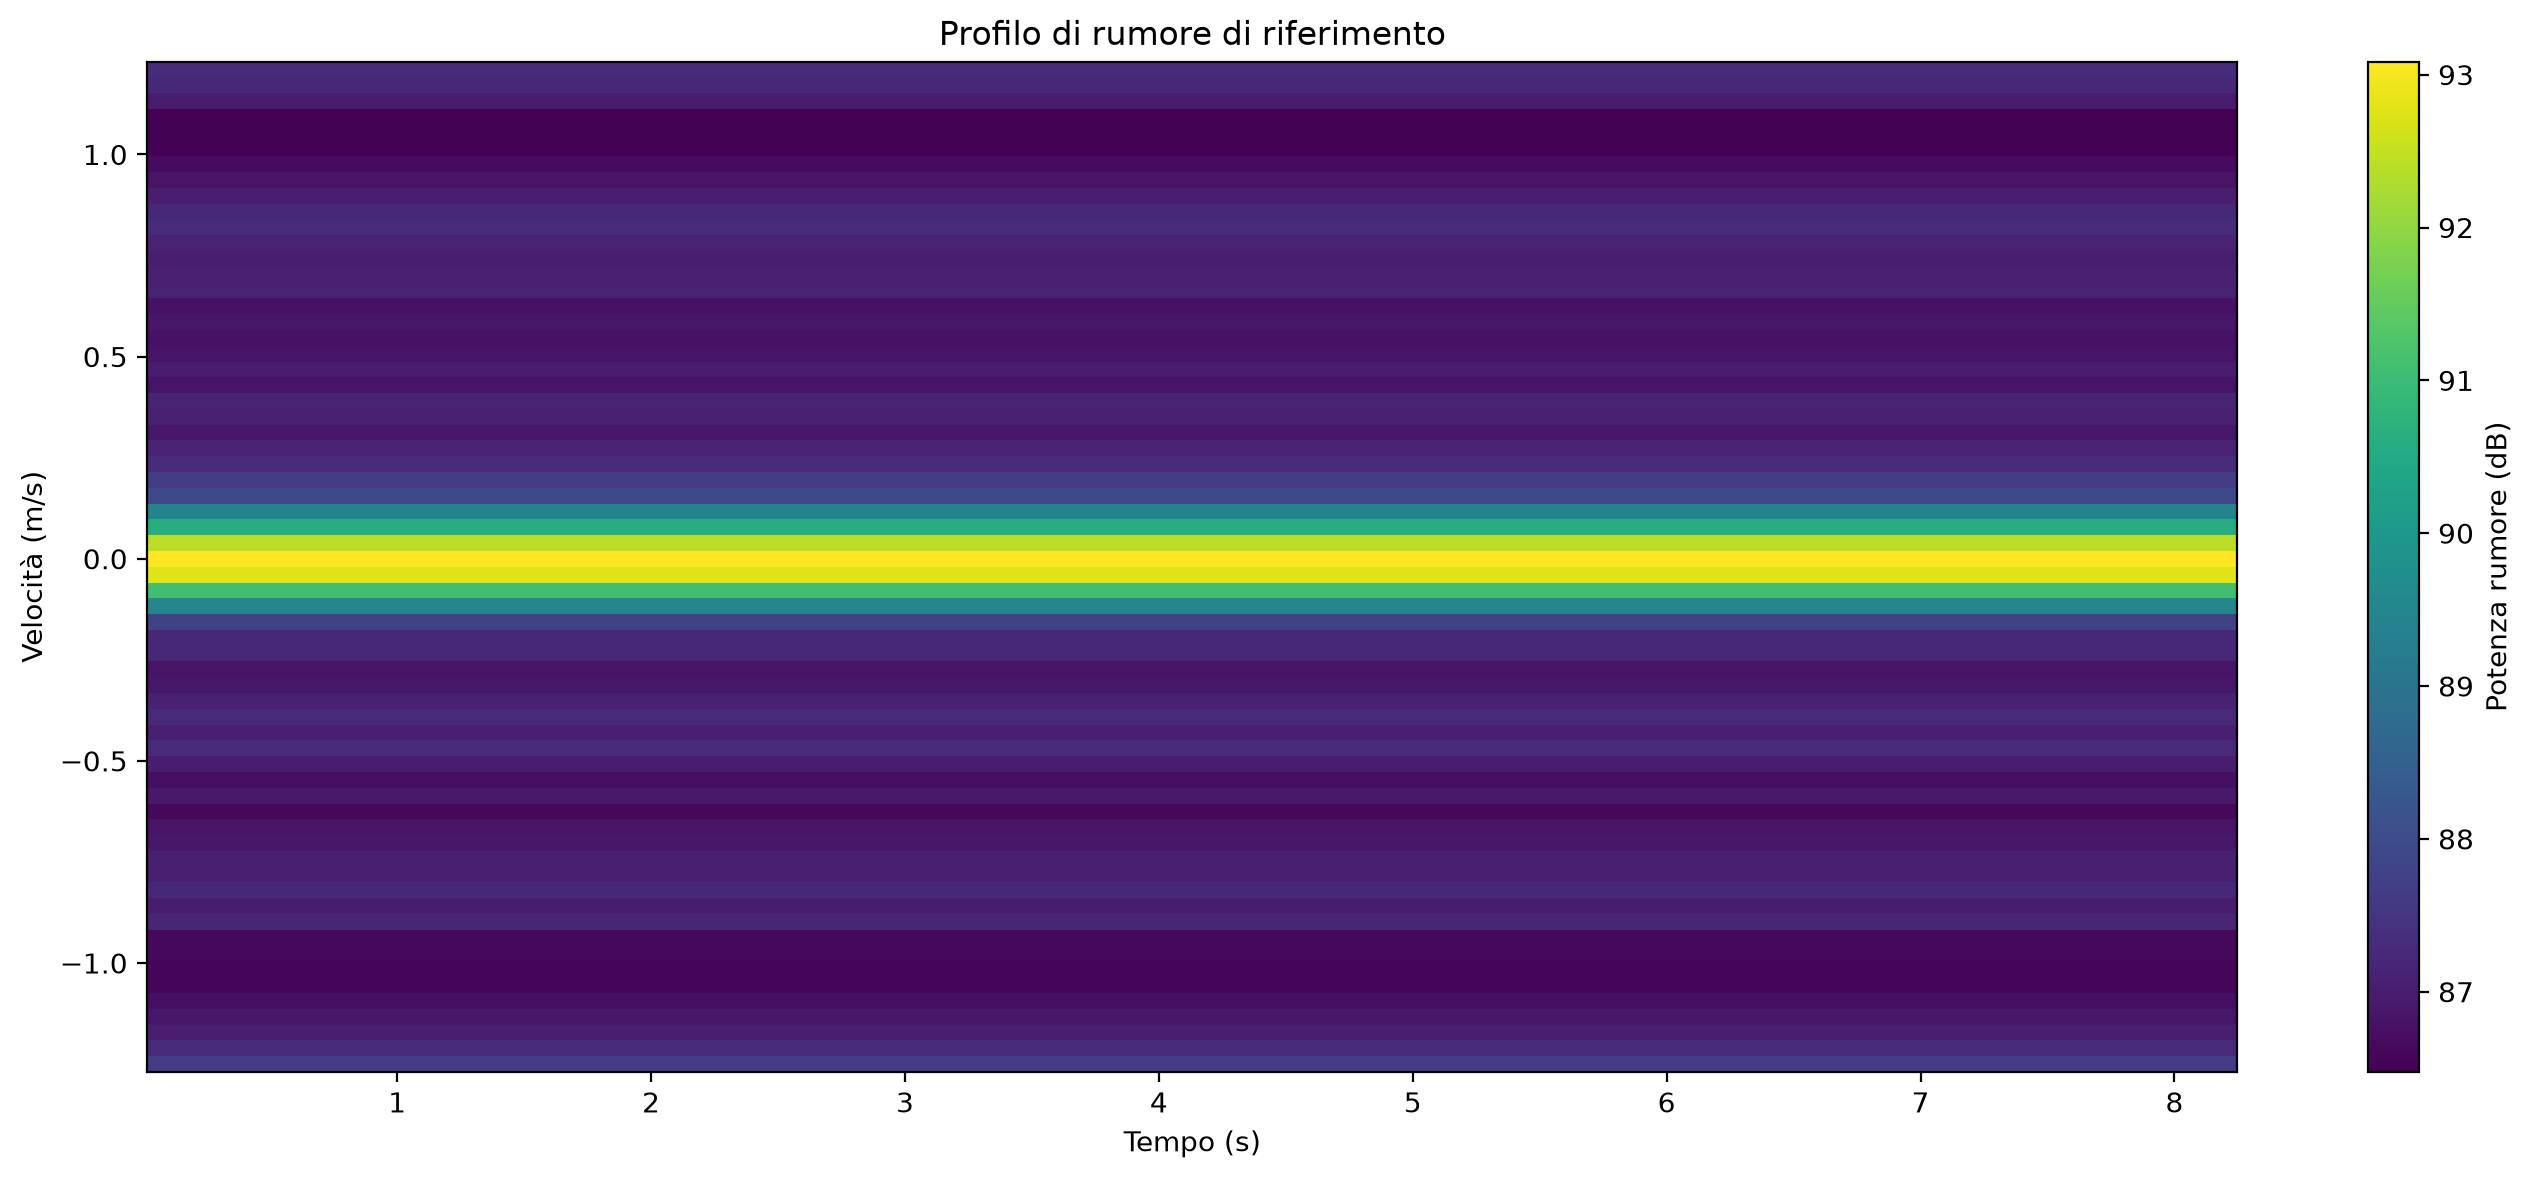 Profilo di rumore di riferimento
Velocità (m/s)
1.0
0.5
0.0
−0.5
−1.0
1 2 3 4 5 6 7 8
Tempo (s)
93
92
91
90
89
88
87
Potenza rumore (dB)